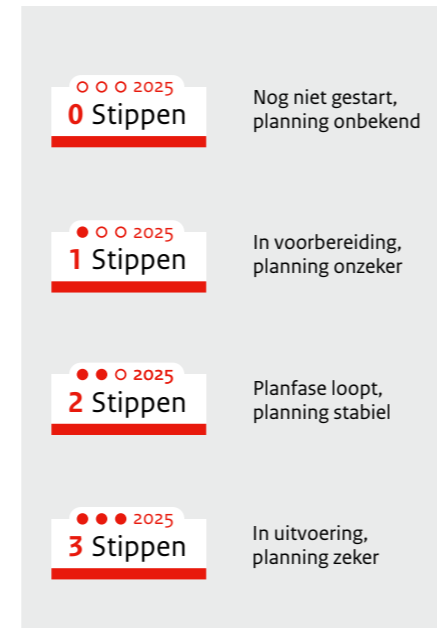 2025
0 Stippen
Nog niet gestart,
planning onbekend
2025
1 Stippen
In voorbereiding,
planning onzeker
2025
2 Stippen
Planfase loopt,
planning stabiel
2025
3 Stippen
In uitvoering,
planning zeker